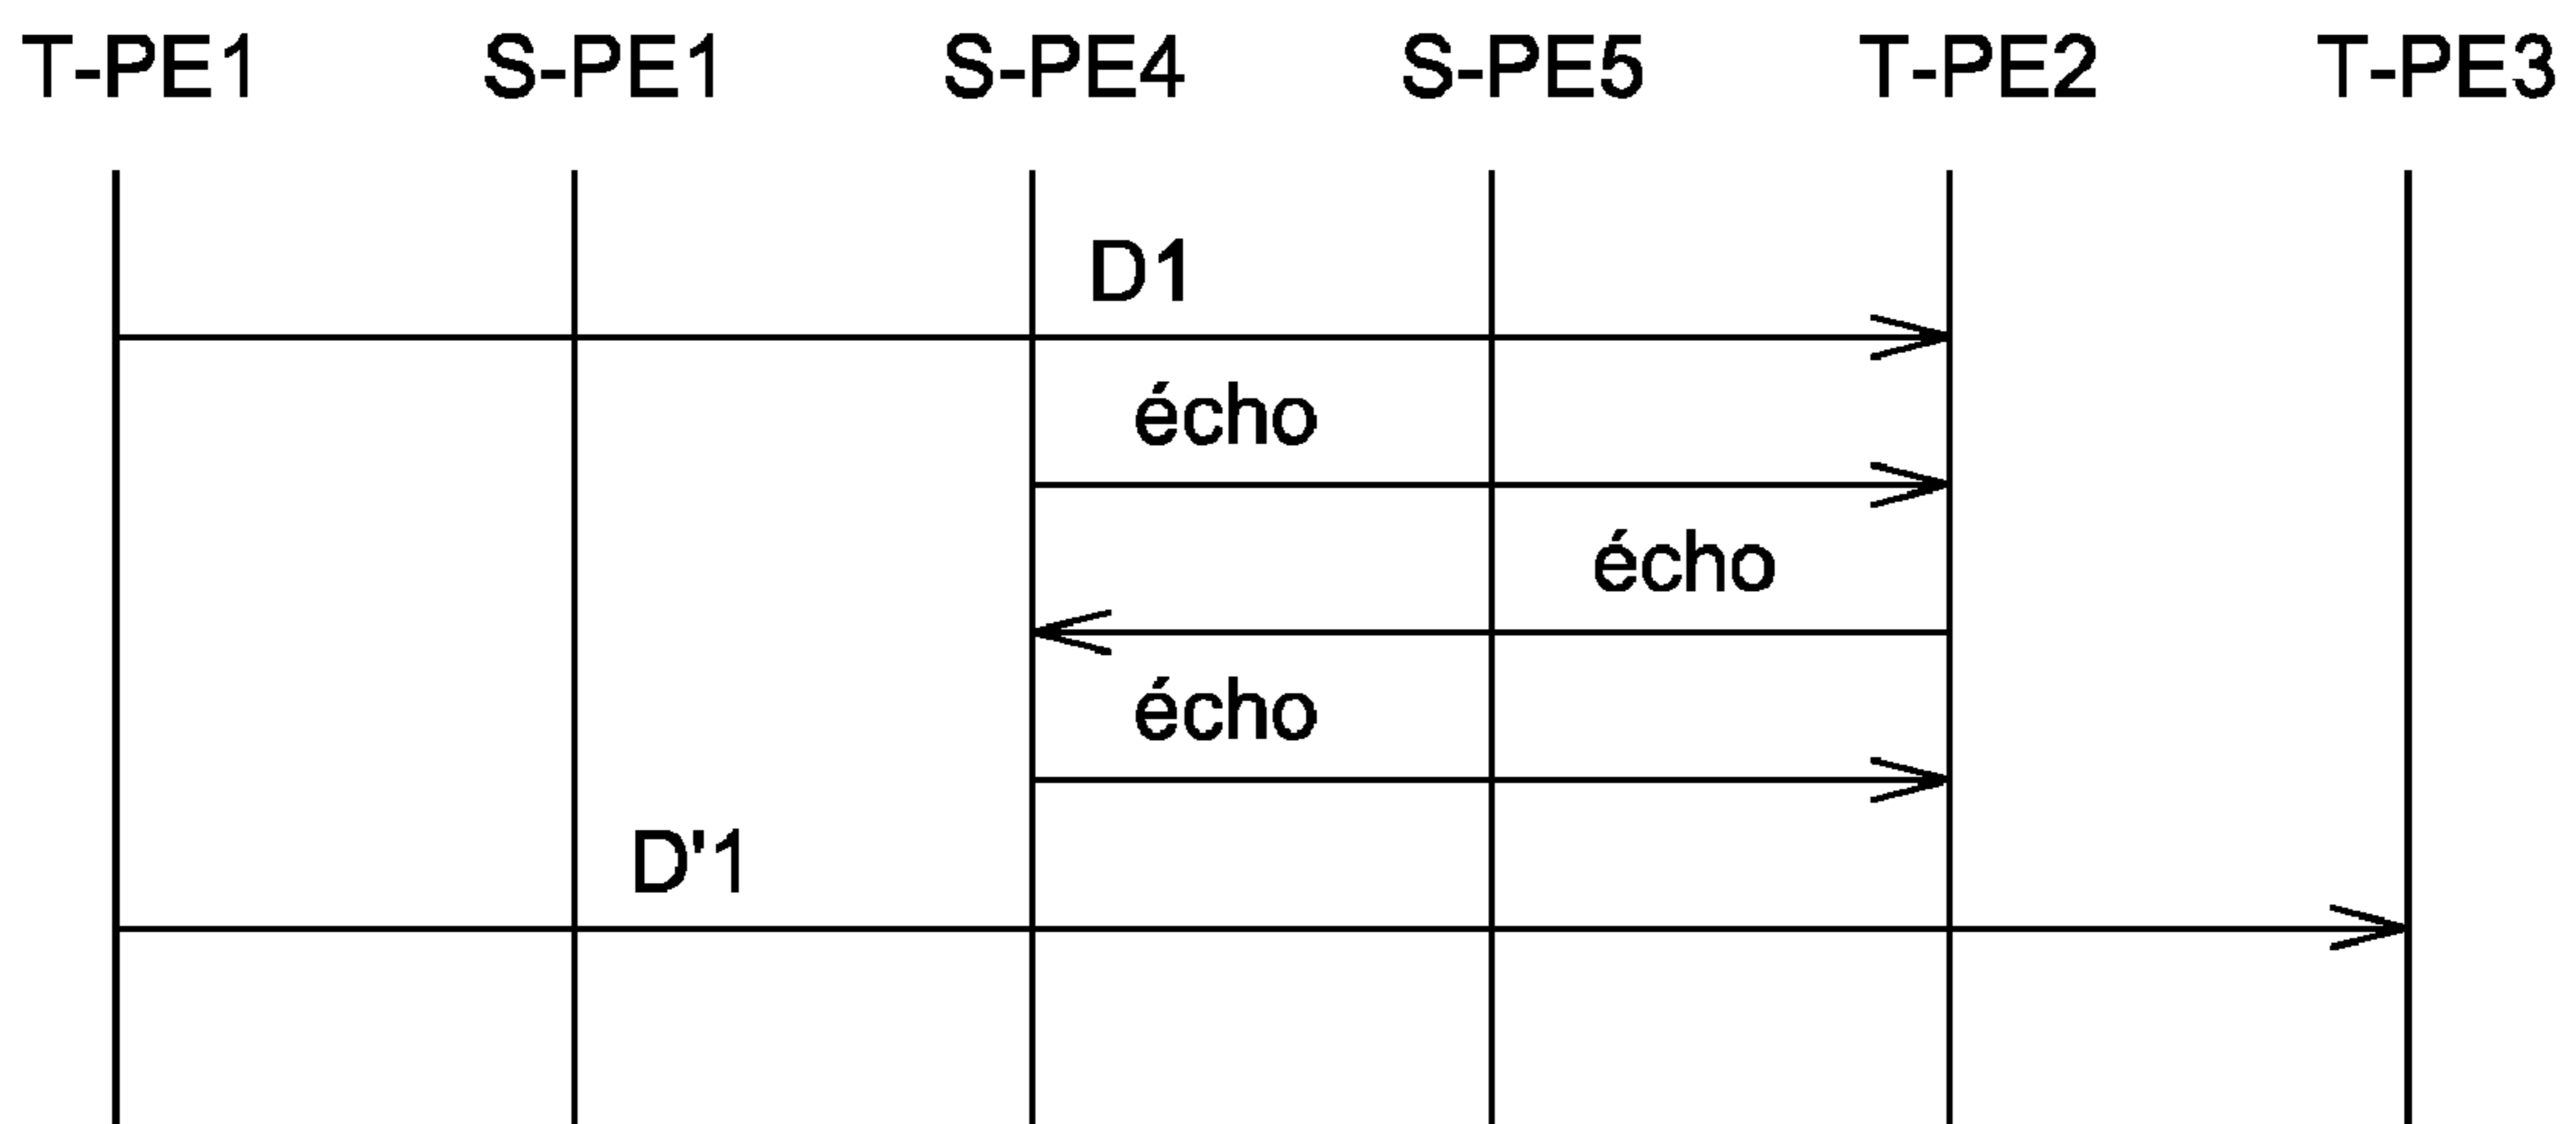 T-PE1 S-PE1 S-PE4 S-PE5 T-PE2 T-PE3
D1
écho
écho
écho
D'1